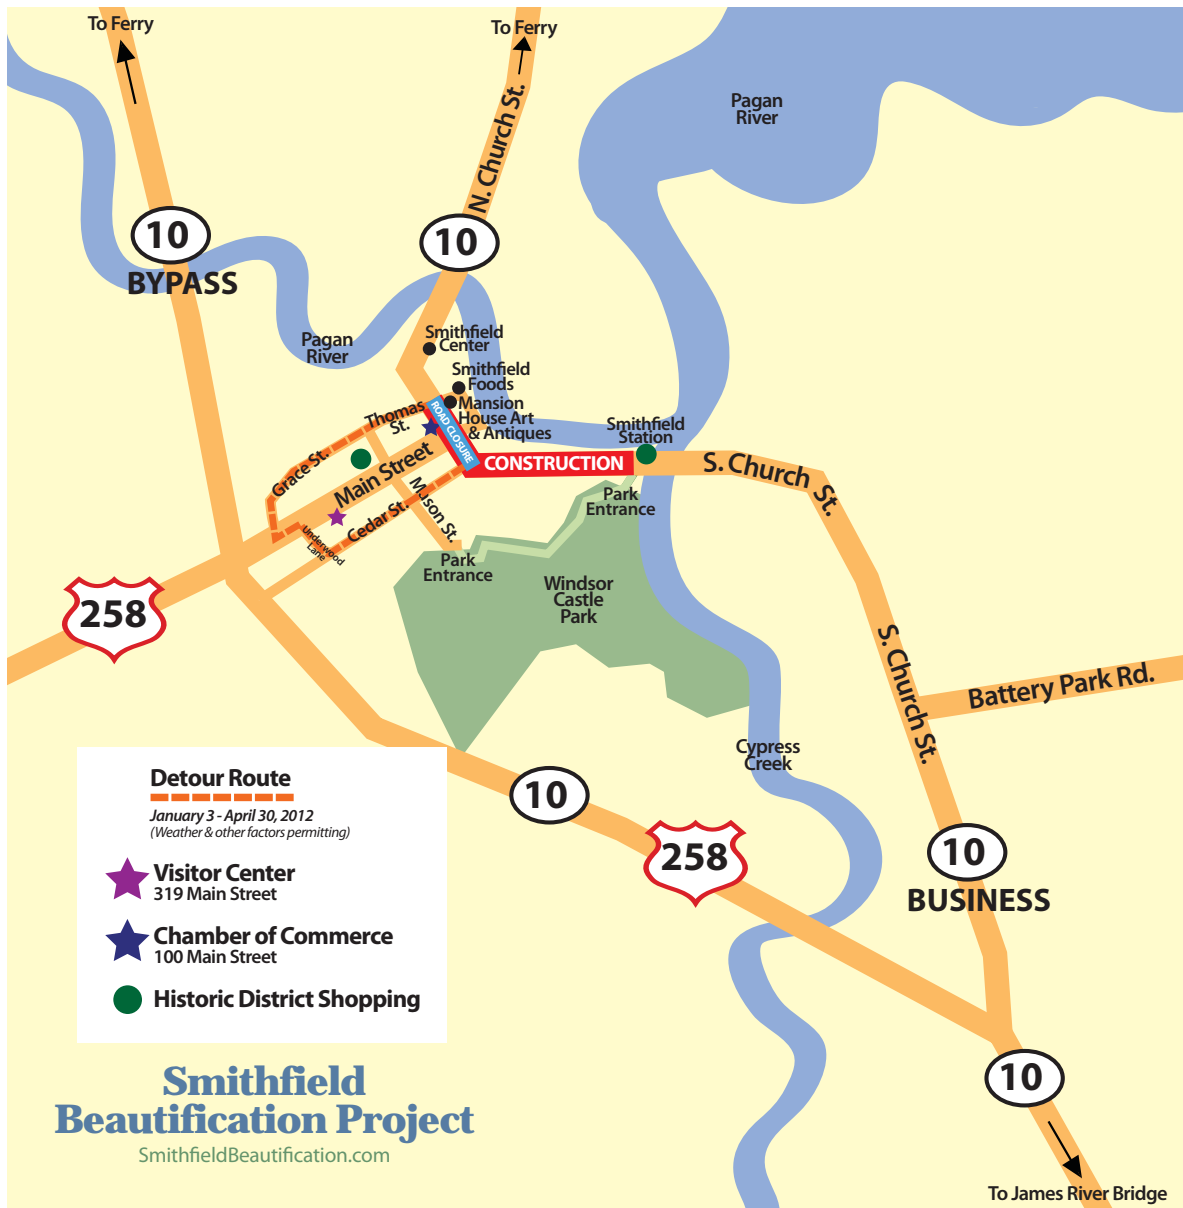 To Ferry
To Ferry
N. Church St.
Pagan
River
10
BYPASS
10
Pagan
River
Smithfield
Center
Smithfield
Foods
Mansion
House Art
& Antiques
Thomas
St.
ROAD CLOSURE
Smithfield
Station
CONSTRUCTION
S. Church St.
Grace St.
Main Street
Mason St.
Cedar St.
Underwood
Lane
Park
Entrance
Park
Entrance
Windsor
Castle
Park
258
S. Church St.
Battery Park Rd.
Cypress
Creek
10
258
10
BUSINESS
Detour Route
January 3 - April 30, 2012
(Weather & other factors permitting)
Visitor Center
319 Main Street
Chamber of Commerce
100 Main Street
Historic District Shopping
Smithfield
Beautification Project
SmithfieldBeautification.com
10
To James River Bridge